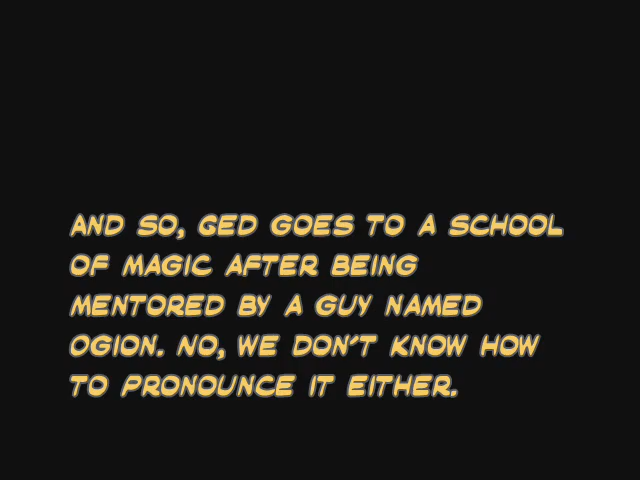 AND SO, GED GOES TO A SCHOOL
OF MAGIC AFTER BEING
MENTORED BY A GUY NAMED
OGION. NO, WE DON'T KNOW HOW
TO PRONOUNCE IT EITHER.